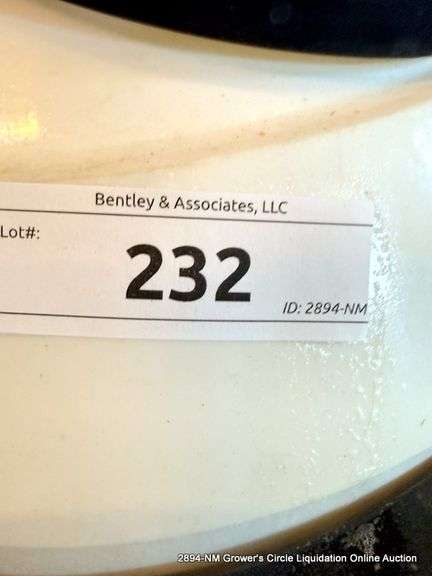 Bentley & Associates, LLC
Lot#:
232
ID: 2894-NM
2894-NM Grower's Circle Liquidation Online Auction